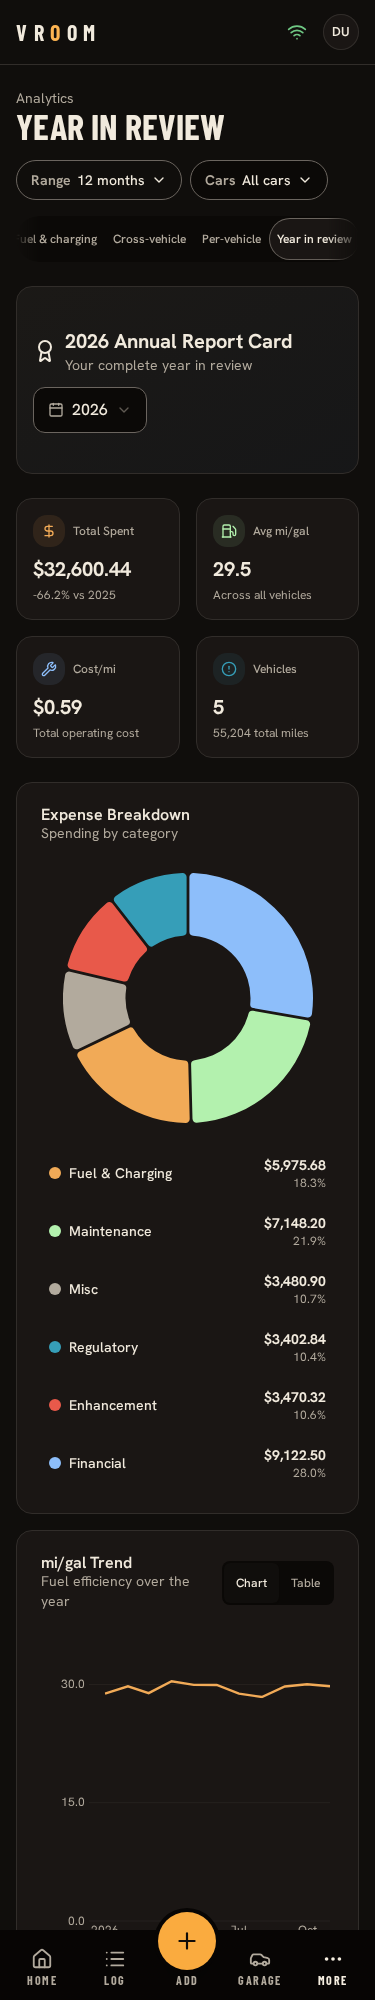 VROOM
DU
Analytics
YEAR IN REVIEW
Range 12 months
Cars All cars
uel & charging Cross-vehicle Per-vehicle Year in review
2026 Annual Report Card
Your complete year in review
2026
Total Spent
$32,600.44
-66.2% vs 2025
Avg mi/gal
29.5
Across all vehicles
Cost/mi
$0.59
Total operating cost
Vehicles
5
55,204 total miles
Expense Breakdown
Spending by category
Fuel & Charging $5,975.68
18.3%
Maintenance $7,148.20
21.9%
Misc $3,480.90
10.7%
Regulatory $3,402.84
10.4%
Enhancement $3,470.32
10.6%
Financial $9,122.50
28.0%
mi/gal Trend
Fuel efficiency over the
year
Chart Table
30.0
15.0
0.0
2026 Jul Oct
HOME LOG ADD GARAGE MORE